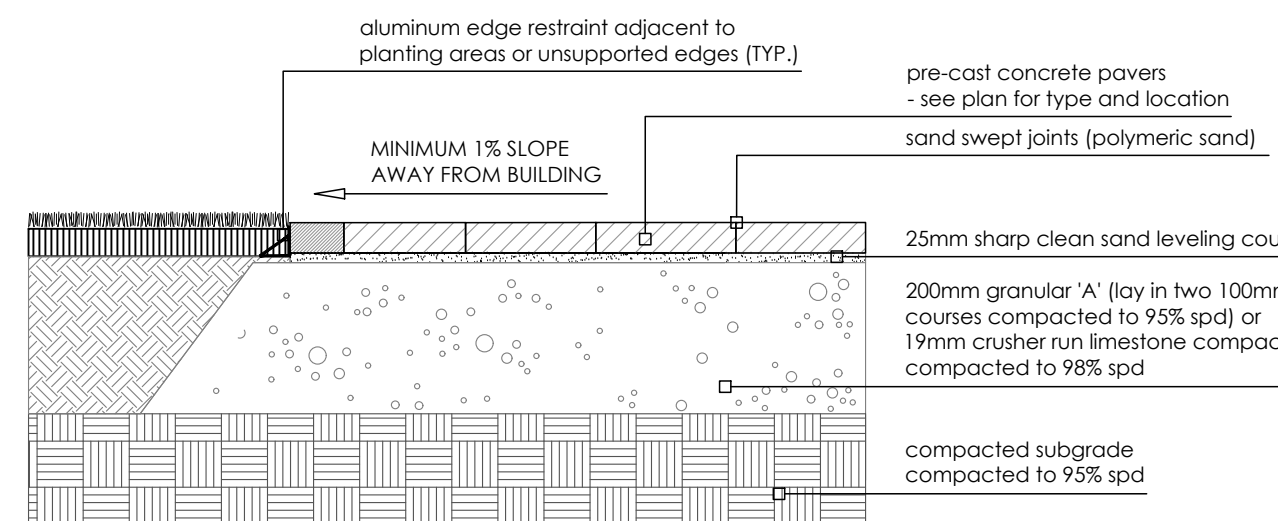 aluminum edge restraint adjacent to
planting areas or unsupported edges (TYP.)
pre-cast concrete pavers
- see plan for type and location
sand swept joints (polymeric sand)
MINIMUM 1% SLOPE
AWAY FROM BUILDING
25mm sharp clean sand leveling
200mm granular 'A' (lay in two
courses compacted to 95% spd) or
19mm crusher run limestone
compacted to 98% spd
compacted subgrade
compacted to 95% spd